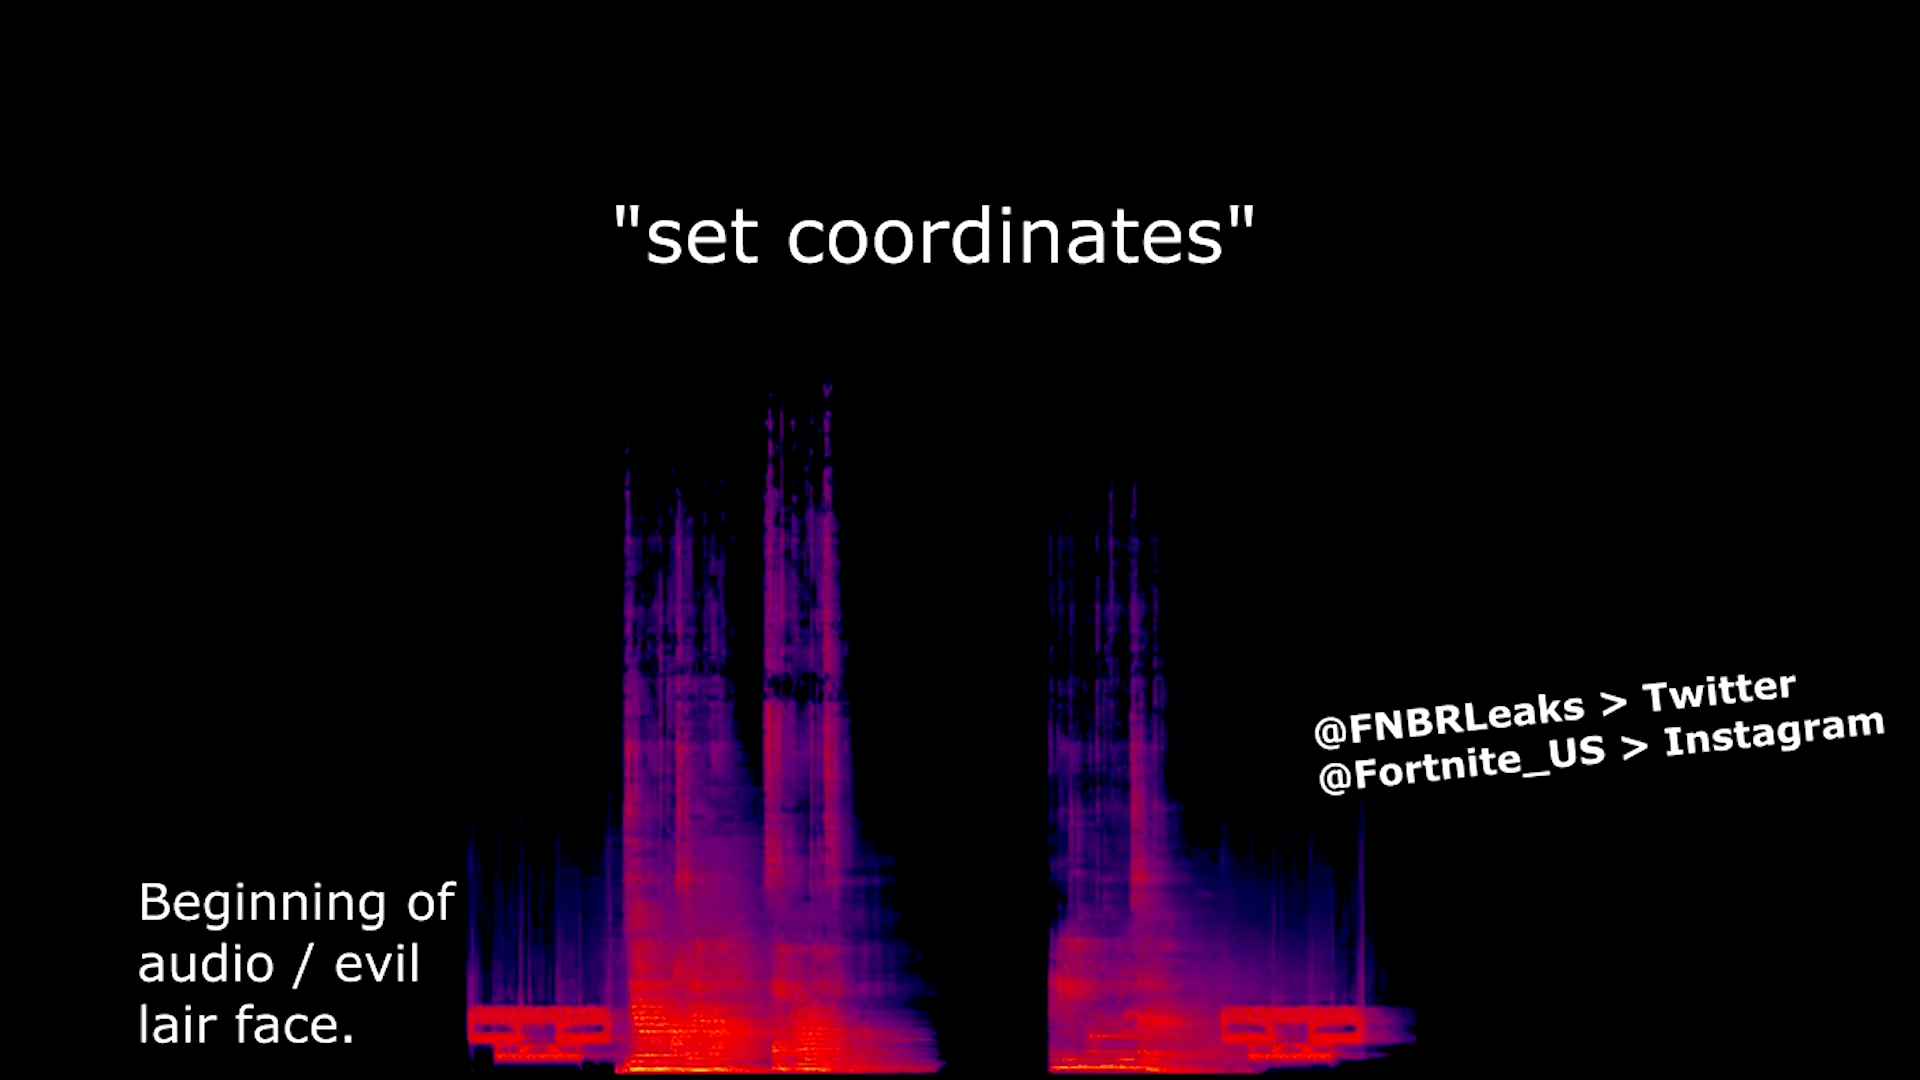 "set coordinates"
@FNBRLeaks > Twitter
@Fortnite_US > Instagram
Beginning of
audio / evil
lair face.